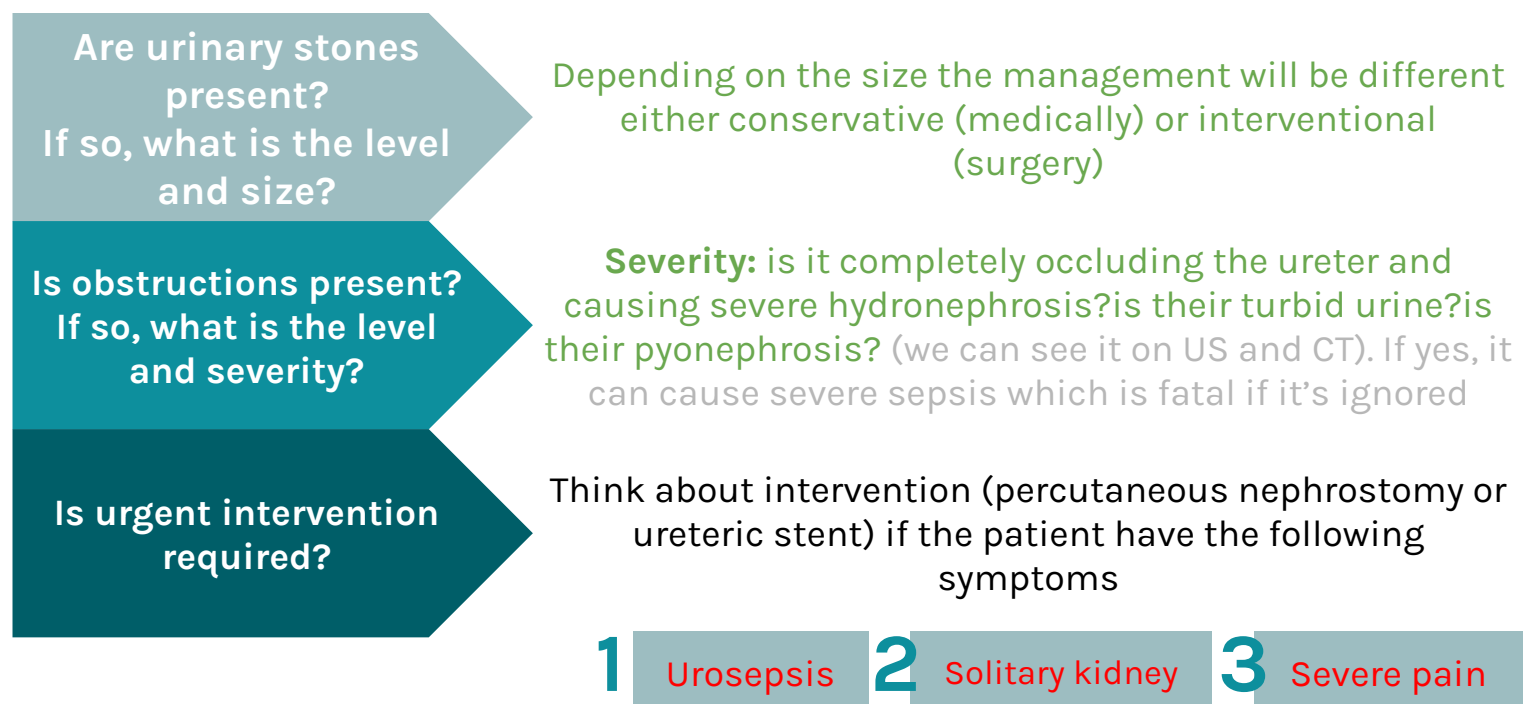 Are urinary stones
present?
If so, what is the level
and size?
Depending on the size the management will be different
either conservative (medically) or interventional
(surgery)
Is obstructions present?
If so, what is the level
and severity?
Severity: is it completely occluding the ureter and
causing severe hydronephrosis?is their turbid urine?is
their pyonephrosis? (we can see it on US and CT). If yes, it
can cause severe sepsis which is fatal if it’s ignored
Is urgent intervention
required?
Think about intervention (percutaneous nephrostomy or
ureteric stent) if the patient have the following
symptoms
1 Urosepsis 2 Solitary kidney 3 Severe pain